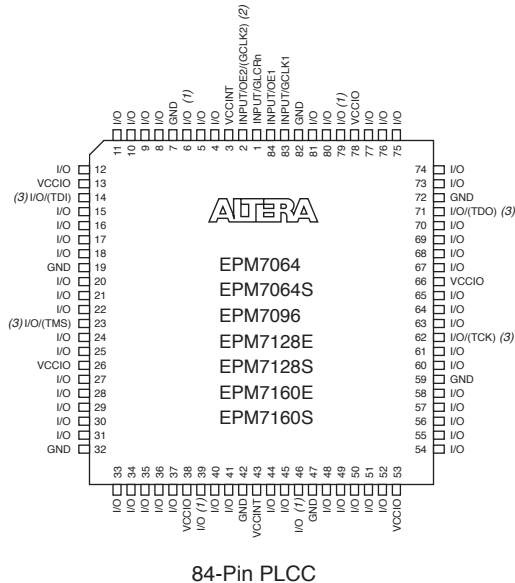 I/O
I/O
I/O
I/O
GND
I/O (1)
I/O
I/O
VCCINT
INPUT/OE2/(GCLK2) (2)
INPUT/GLCRn
INPUT/OE1
INPUT/GCLK1
GND
I/O
I/O
I/O (1)
VCCIO
I/O
I/O
I/O
11 10 9 8 7 6 5 4 3 2 1 84 83 82 81 80 79 78 77 76 75
I/O 12
VCCIO 13
(3) I/O/(TDI) 14
I/O 15
I/O 16
I/O 17
I/O 18
GND 19
I/O 20
I/O 21
I/O 22
(3) I/O/(TMS) 23
I/O 24
I/O 25
VCCIO 26
I/O 27
I/O 28
I/O 29
I/O 30
I/O 31
GND 32
ALTERA
EPM7064
EPM7064S
EPM7096
EPM7128E
EPM7128S
EPM7160E
EPM7160S
74 I/O
73 I/O
72 GND
71 I/O/(TDO) (3)
70 I/O
69 I/O
68 I/O
67 I/O
66 VCCIO
65 I/O
64 I/O
63 I/O
62 I/O/(TCK) (3)
61 I/O
60 I/O
59 GND
58 I/O
57 I/O
56 I/O
55 I/O
54 I/O
33 34 35 36 37 38 39 40 41 42 43 44 45 46 47 48 49 50 51 52 53
I/O
I/O
I/O
I/O
I/O
VCCIO
I/O (1)
I/O
I/O
GND
VCCINT
I/O
I/O
I/O (1)
GND
I/O
I/O
I/O
I/O
I/O
VCCIO
84-Pin PLCC